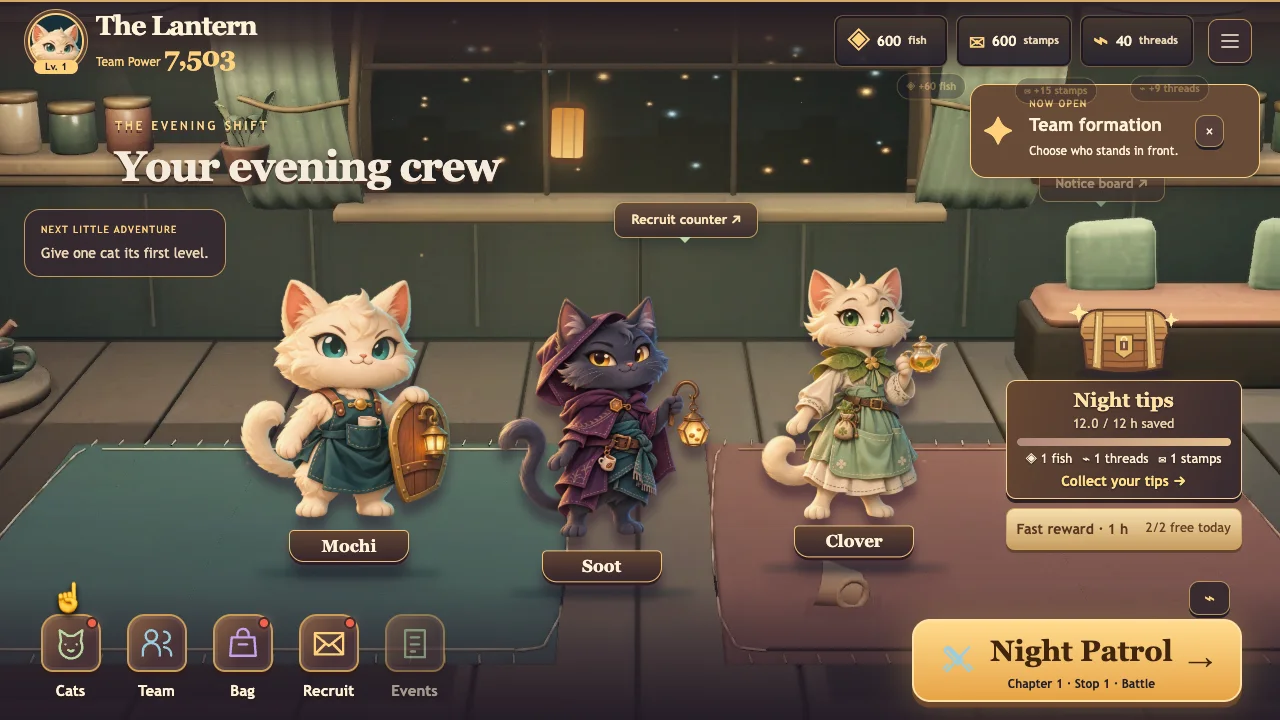 The Lantern
Team Power 7,503
Lv. 1
600 fish
600 stamps
40 threads
+60 fish
+15 stamps
+9 threads
NOW OPEN
Team formation
Choose who stands in front.
×
Notice board ↗
THE EVENING SHIFT
Your evening crew
NEXT LITTLE ADVENTURE
Give one cat its first level.
Recruit counter ↗
Night tips
12.0 / 12 h saved
1 fish 1 threads 1 stamps
Collect your tips →
Fast reward · 1 h 2/2 free today
Mochi
Soot
Clover
Cats
Team
Bag
Recruit
Events
Night Patrol →
Chapter 1 · Stop 1 · Battle